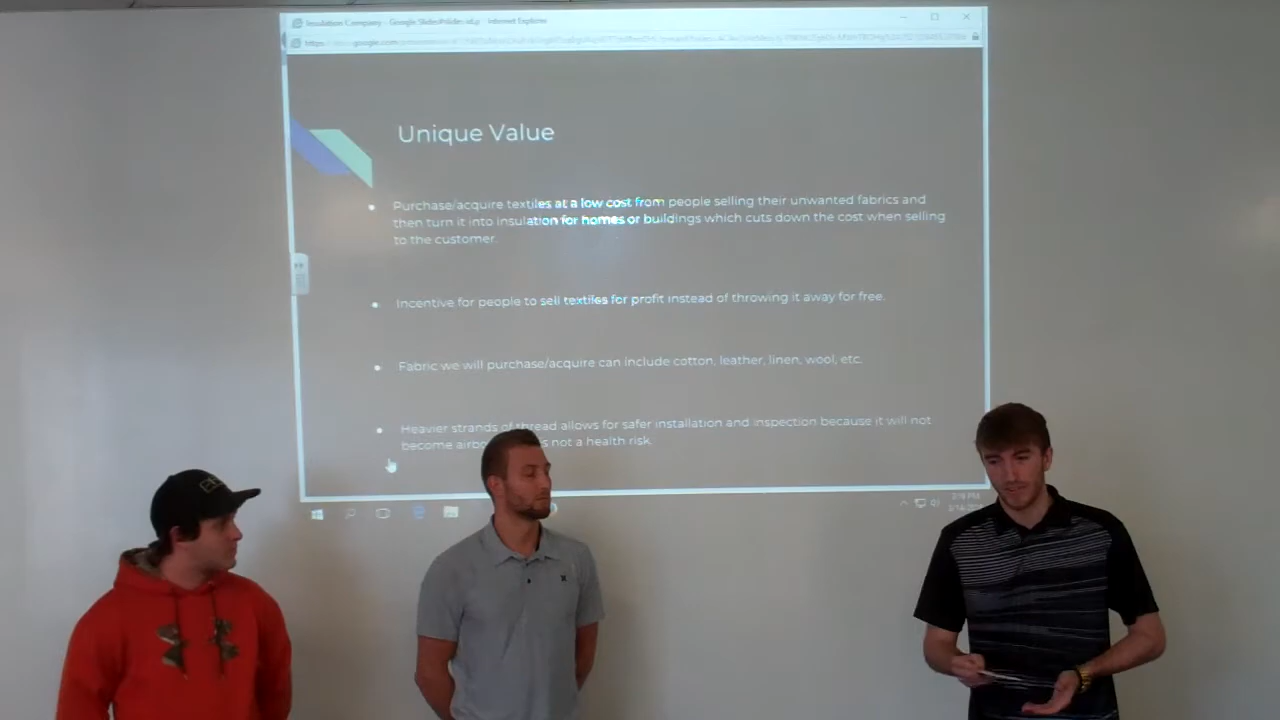 Insulation Company - Google Slides - Internet Explorer
Unique Value
• Purchase/acquire textiles at a low cost from people selling their unwanted fabrics and
then turn it into insulation for homes or buildings which cuts down the cost when selling
to the customer.
• Incentive for people to sell textiles for profit instead of throwing it away for free.
• Fabric we will purchase/acquire can include cotton, leather, linen, wool, etc.
• Heavier strands of thread allows for safer installation and inspection because it will not
become not a health risk.